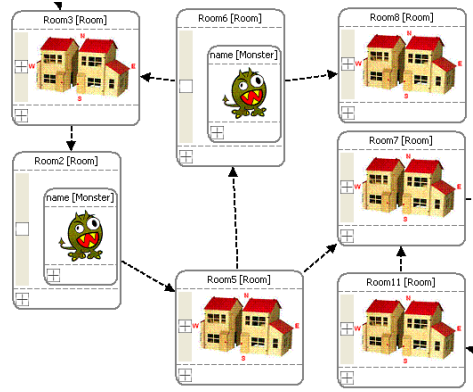 Room3 [Room]
N
W
E
S
Room6 [Room]
name [Monster]
Room8 [Room]
N
W
E
S
Room2 [Room]
name [Monster]
Room7 [Room]
N
W
E
S
Room5 [Room]
N
W
E
S
Room11 [Room]
N
W
E
S